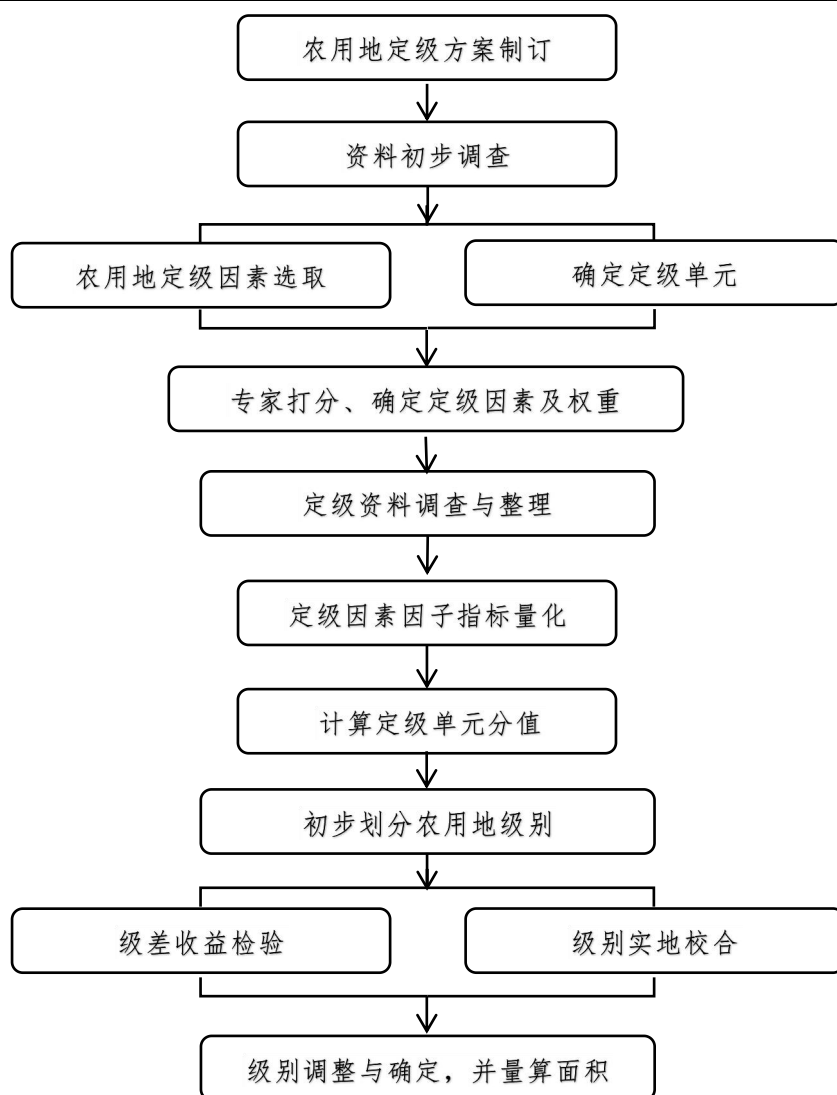 农用地定级方案制订
资料初步调查
农用地定级因素选取
确定定级单元
专家打分、确定定级因素及权重
定级资料调查与整理
定级因素因子指标量化
计算定级单元分值
初步划分农用地级别
级差收益检验
级别实地校合
级别调整与确定，并量算面积